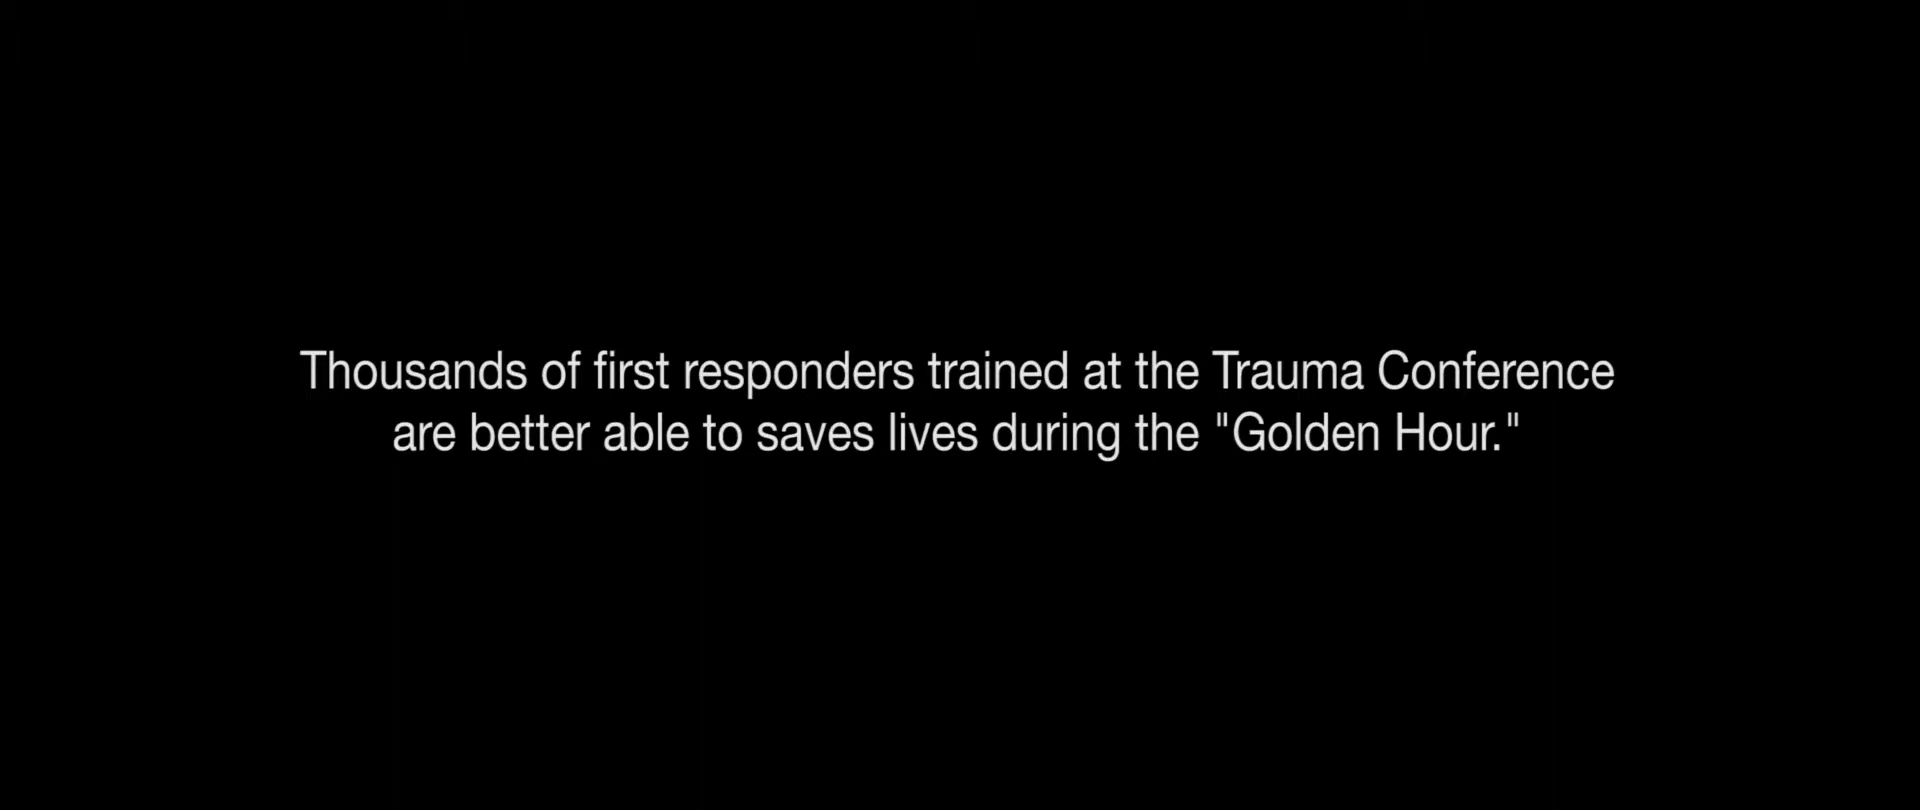 Thousands of first responders trained at the Trauma Conference
are better able to saves lives during the "Golden Hour."